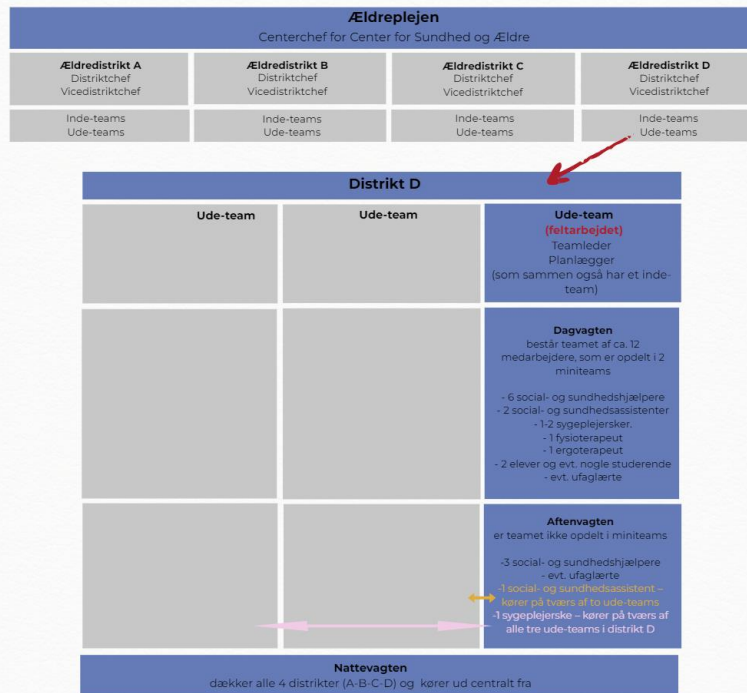 Ældreplejen
Centerchef for Center for Sundhed og Ældre
Ældredistrikt A
Distriktchef
Vicedistriktchef
Ældredistrikt B
Distriktchef
Vicedistriktchef
Ældredistrikt C
Distriktchef
Vicedistriktchef
Ældredistrikt D
Distriktchef
Vicedistriktchef
Inde-teams
Ude-teams
Inde-teams
Ude-teams
Inde-teams
Ude-teams
Inde-teams
Ude-teams
Distrikt D
Ude-team
Ude-team
Ude-team
(feltarbejdet)
Teamleder
Planlægger
(som sammen også har et inde-
team)
Dagvagten
består teamet af ca. 12
medarbejdere, som er opdelt i 2
miniteams
- 6 social- og sundhedshjælpere
- 2 social- og sundhedsassistenter
- 1-2 sygeplejersker.
- 1 fysioterapeut
- 1 ergoterapeut
- 2 elever og evt. nogle studerende
- evt. ufaglærte
Aftenvagten
er teamet ikke opdelt i miniteams
-3 social- og sundhedshjælpere
- evt. ufaglærte
-1 social- og sundhedsassistent –
kører på tværs af to ude-teams
-1 sygeplejerske – kører på tværs af
alle tre ude-teams i distrikt D
Nattevagten
dækker alle 4 distrikter (A-B-C-D) og kører ud centralt fra